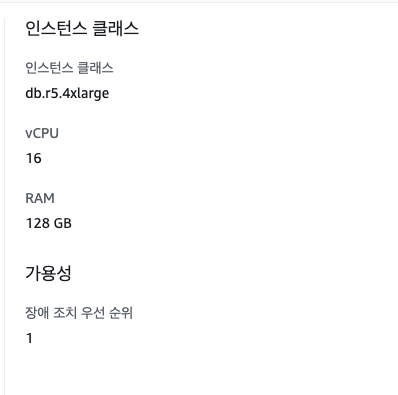 인스턴스 클래스
인스턴스 클래스
db.r5.4xlarge
vCPU
16
RAM
128 GB
가용성
장애 조치 우선 순위
1